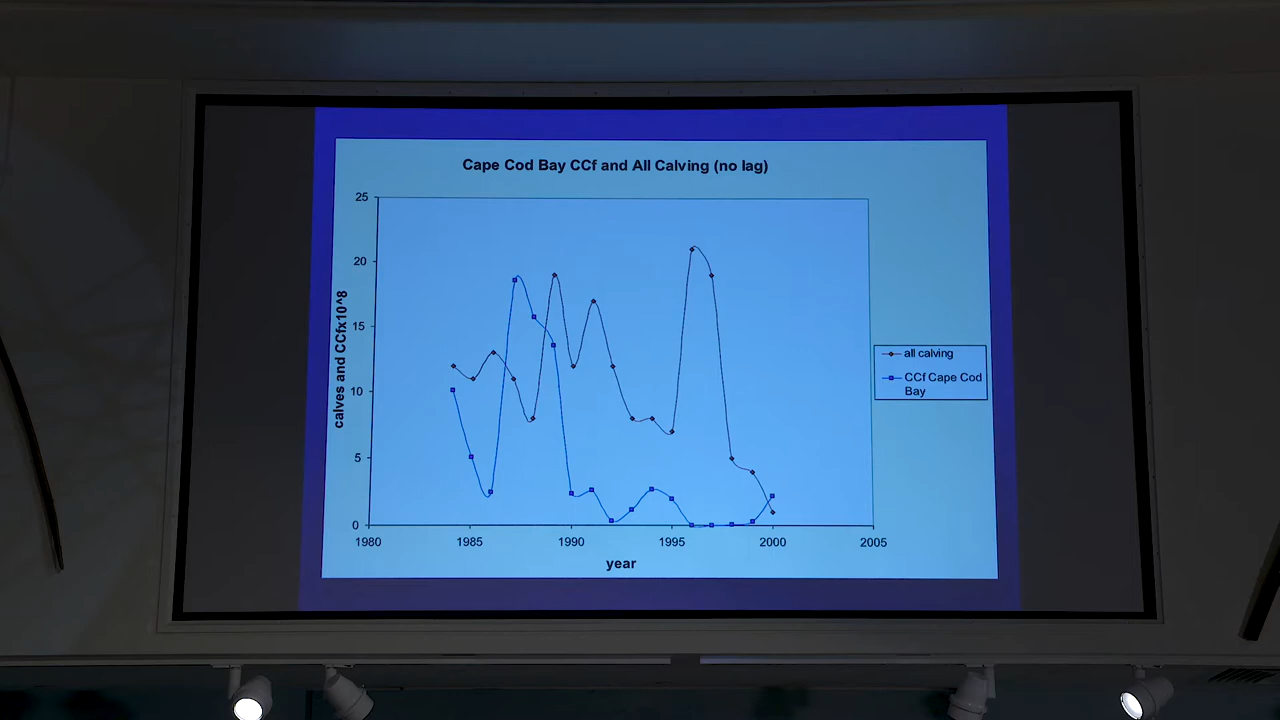 Cape Cod Bay CCf and All Calving (no lag)
calves and CCfx10^8
25
20
15
10
5
0
1980 1985 1990 1995 2000 2005
year
all calving
CCf Cape Cod
Bay